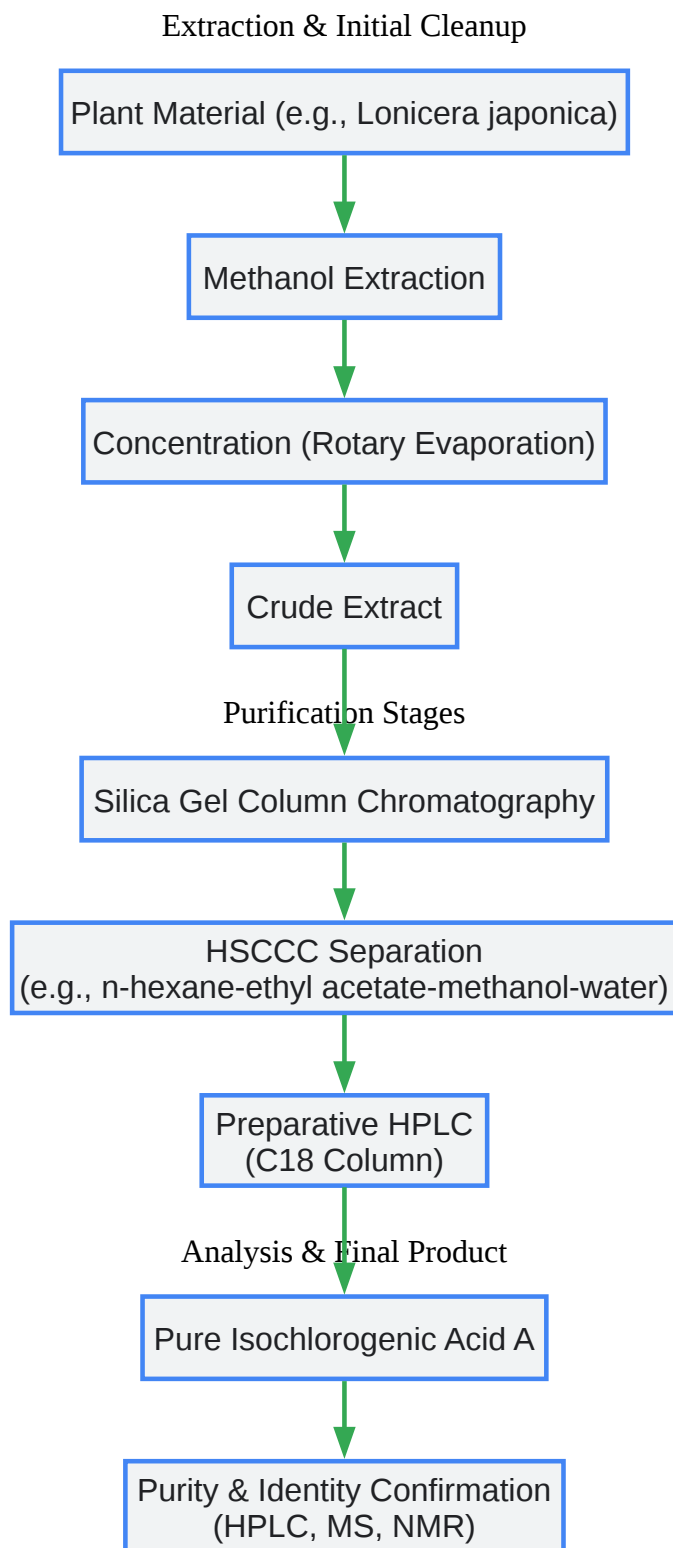 Extraction & Initial Cleanup
Plant Material (e.g., Lonicera japonica)
Methanol Extraction
Concentration (Rotary Evaporation)
Crude Extract
Purification Stages
Silica Gel Column Chromatography
HSCCC Separation
(e.g., n-hexane-ethyl acetate-methanol-water)
Preparative HPLC
(C18 Column)
Analysis & Final Product
Pure Isochlorogenic Acid A
Purity & Identity Confirmation
(HPLC, MS, NMR)